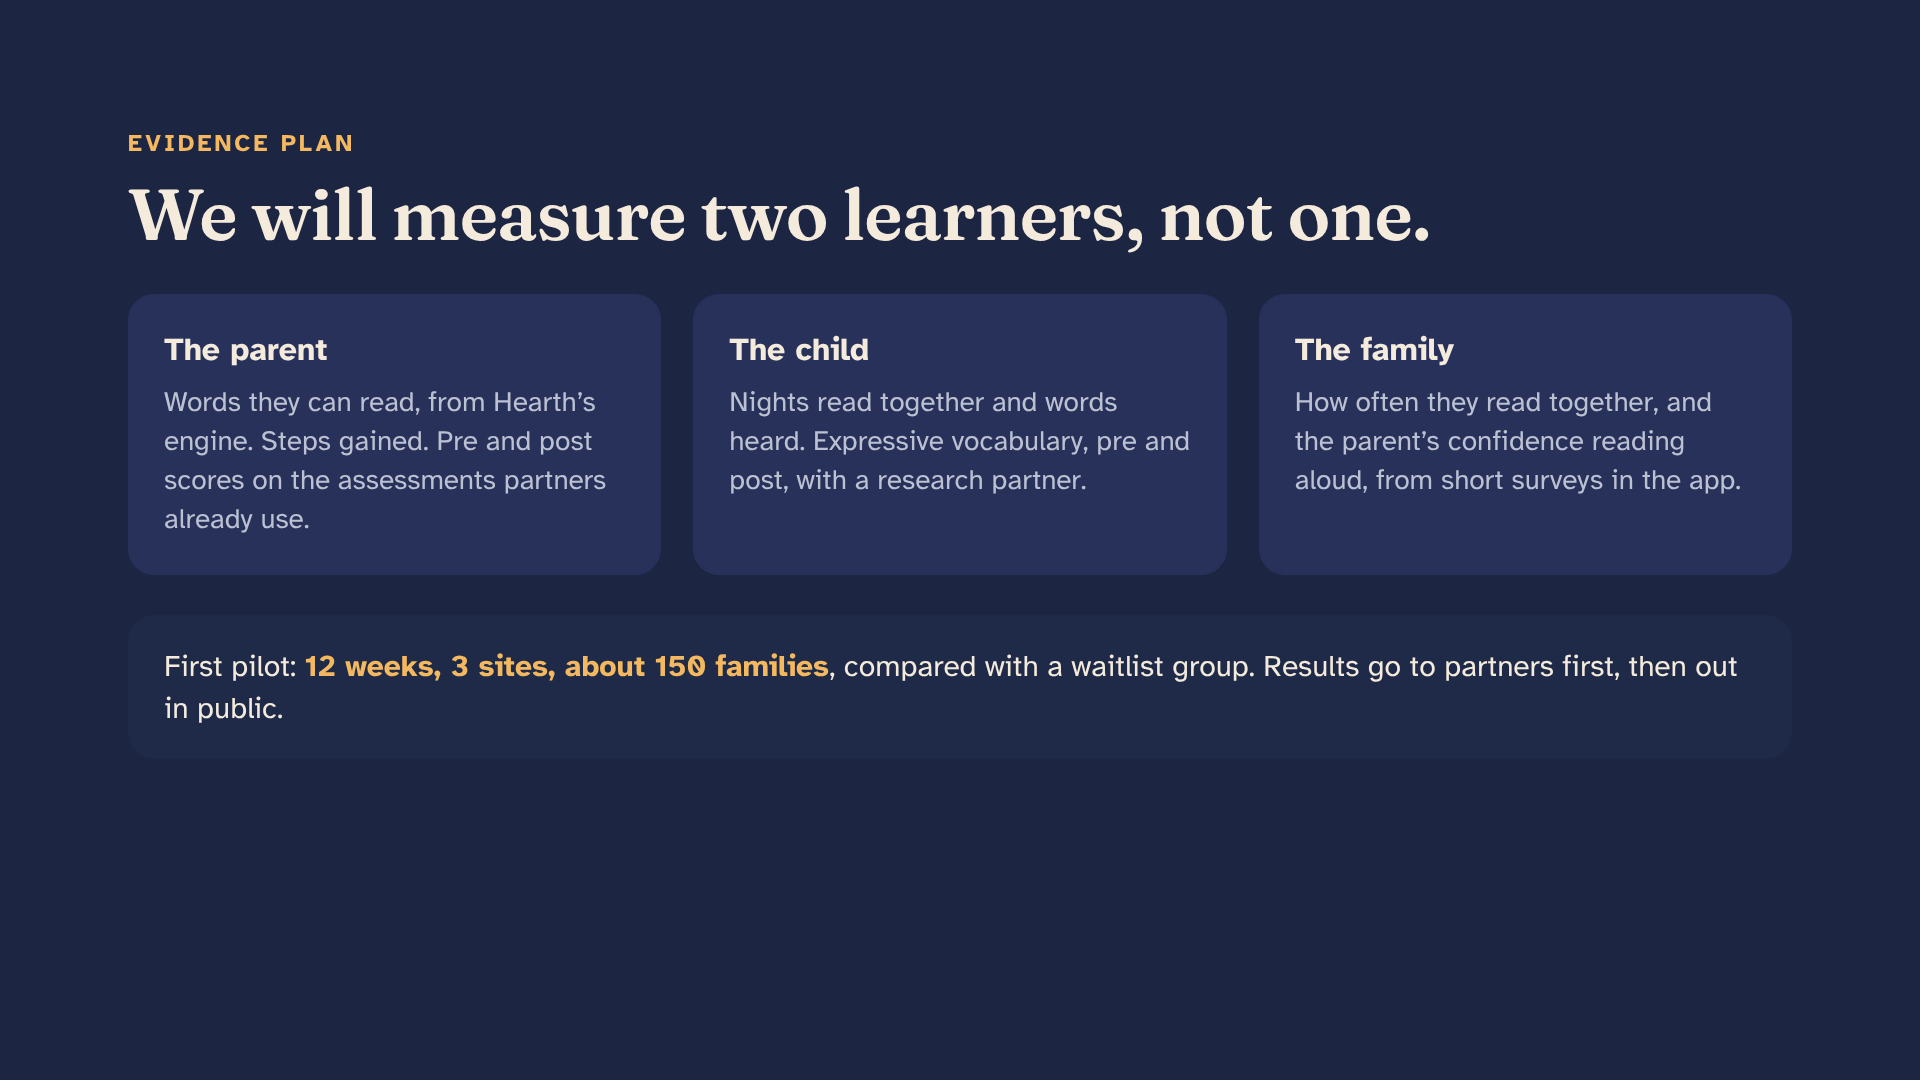 EVIDENCE PLAN
We will measure two learners, not one.
The parent
Words they can read, from Hearth’s
engine. Steps gained. Pre and post
scores on the assessments partners
already use.
The child
Nights read together and words
heard. Expressive vocabulary, pre and
post, with a research partner.
The family
How often they read together, and
the parent’s confidence reading
aloud, from short surveys in the app.
First pilot: 12 weeks, 3 sites, about 150 families, compared with a waitlist group. Results go to partners first, then out
in public.